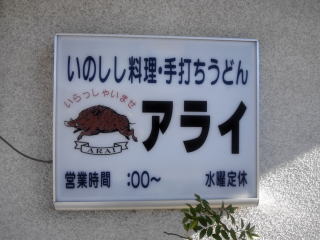 いのしし料理・手打ちうどん
いらっしゃいませ
アライ
ARAI
営業時間 :00〜 水曜定休